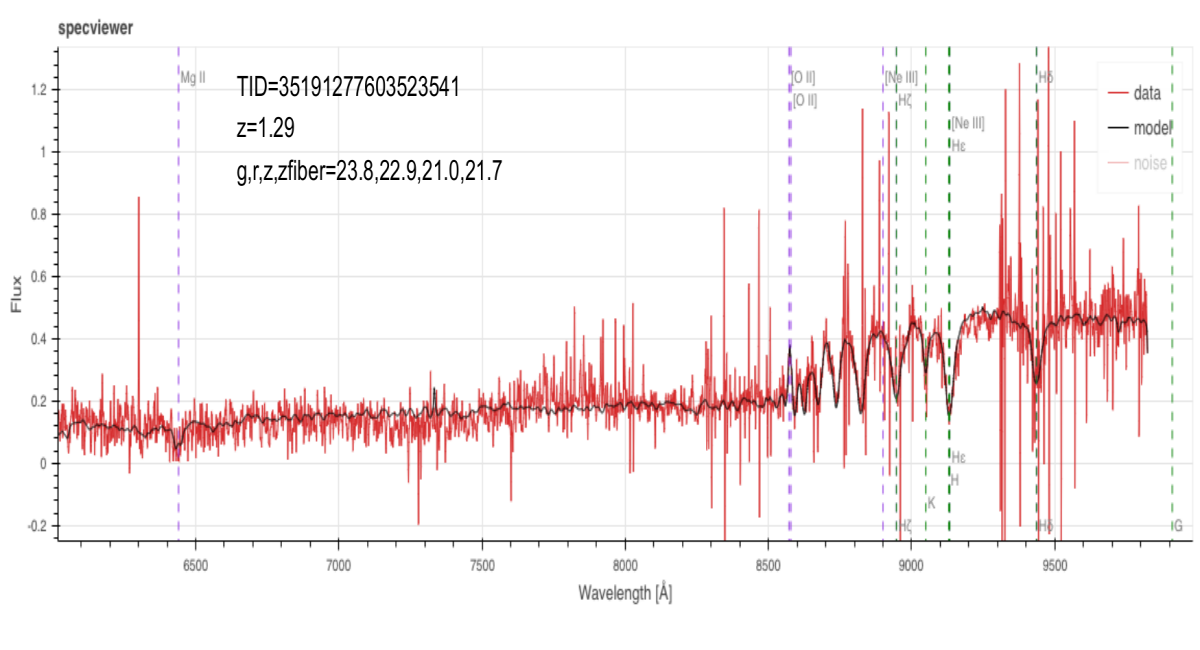 specviewer
Mg II
TID=35191277603523541
z=1.29
g,r,z,zfiber=23.8,22.9,21.0,21.7
[O II]
[O II]
[Ne III]
Hζ
[Ne III]
Hε
Hδ
data
model
noise
Hε
H
K
Hζ
Hδ
G
1.2
1
0.8
0.6
0.4
0.2
0
-0.2
Flux
6500
7000
7500
8000
8500
9000
9500
Wavelength [Å]